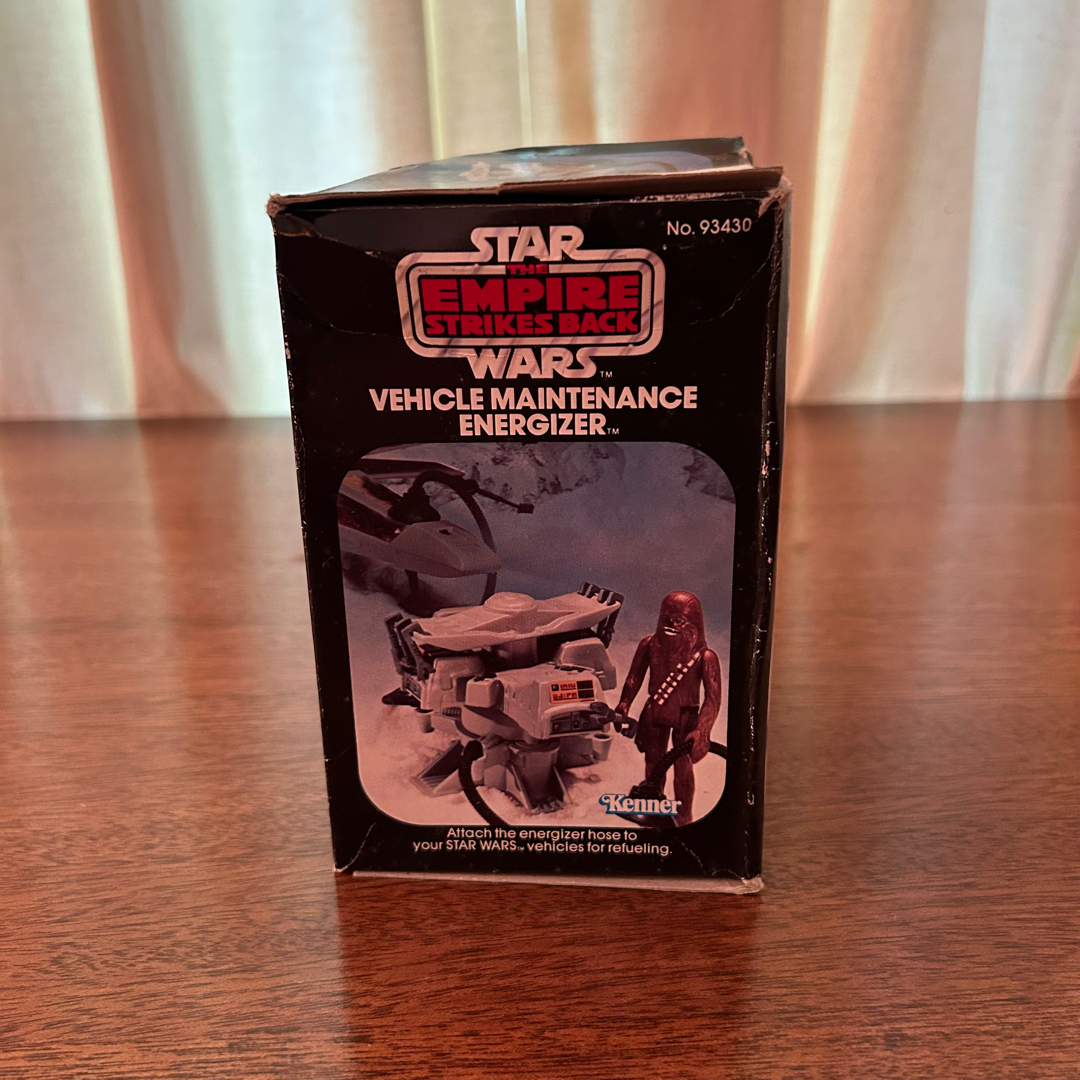 No. 93430
STAR
THE
EMPIRE
STRIKES BACK
WARS™
VEHICLE MAINTENANCE
ENERGIZER™
Kenner
Attach the energizer hose to
your STAR WARS™ vehicles for refueling.